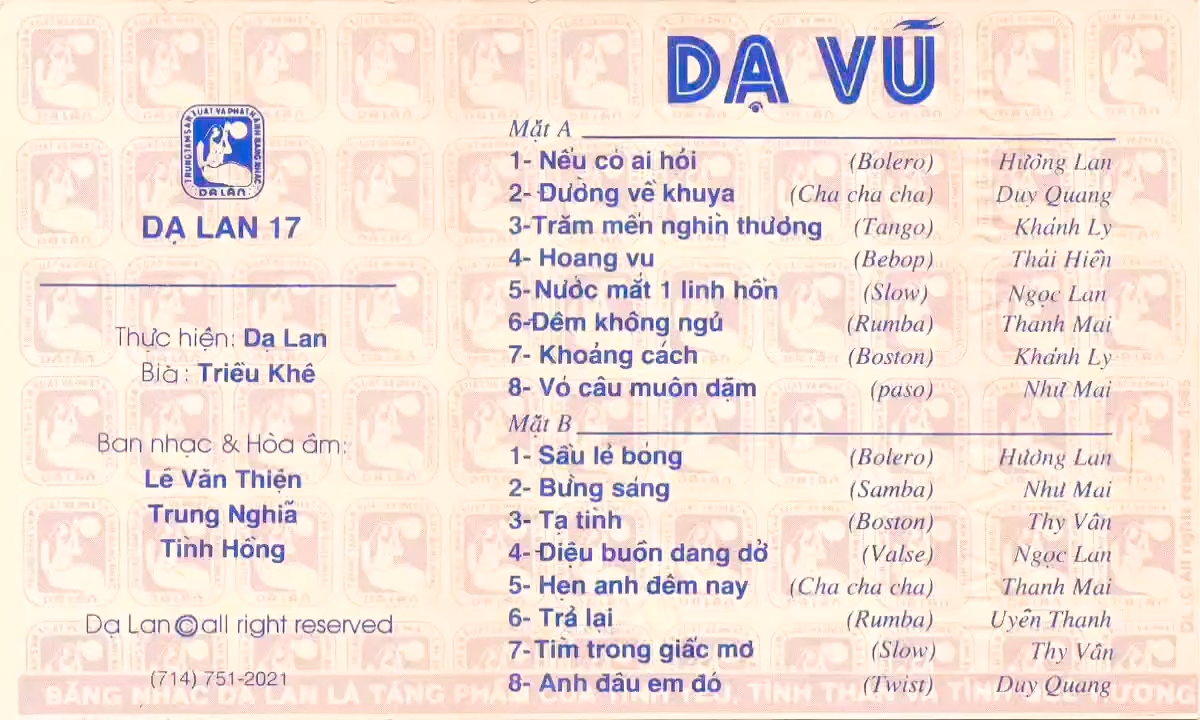 DẠ LAN
DẠ LAN 17
Thực hiện: Dạ Lan
Bìa : Triều Khê
Ban nhạc & Hòa âm:
Lê Văn Thiện
Trung Nghĩa
Tình Hồng
Dạ Lan © all right reserved
(714) 751-2021
DẠ VŨ
Mặt A
1- Nếu có ai hỏi (Bolero) Hương Lan
2- Đường về khuya (Cha cha cha) Duy Quang
3-Trăm mến nghìn thương (Tango) Khánh Ly
4- Hoang vu (Bebop) Thái Hiền
5- Nước mắt 1 linh hồn (Slow) Ngọc Lan
6-Đêm không ngủ (Rumba) Thanh Mai
7- Khoảng cách (Boston) Khánh Ly
8- Vó câu muôn dặm (paso) Như Mai
Mặt B
1- Sầu lẻ bóng (Bolero) Hương Lan
2- Bừng sáng (Samba) Như Mai
3- Tạ tình (Boston) Thy Vân
4- Điệu buồn dang dở (Valse) Ngọc Lan
5- Hẹn anh đêm nay (Cha cha cha) Thanh Mai
6- Trả lại (Rumba) Uyên Thanh
7- Tìm trong giấc mơ (Slow) Thy Vân
8- Anh đâu em đó (Twist) Duy Quang